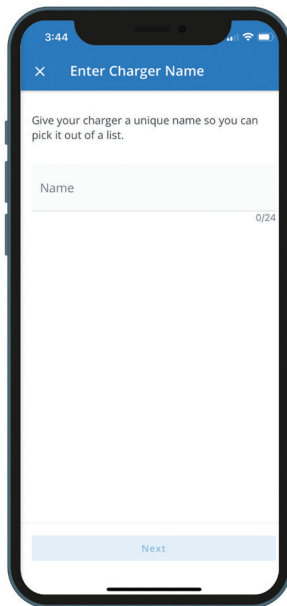 3:44
Enter Charger Name
Give your charger a unique name so you can
pick it out of a list.
Name
0/24
Next